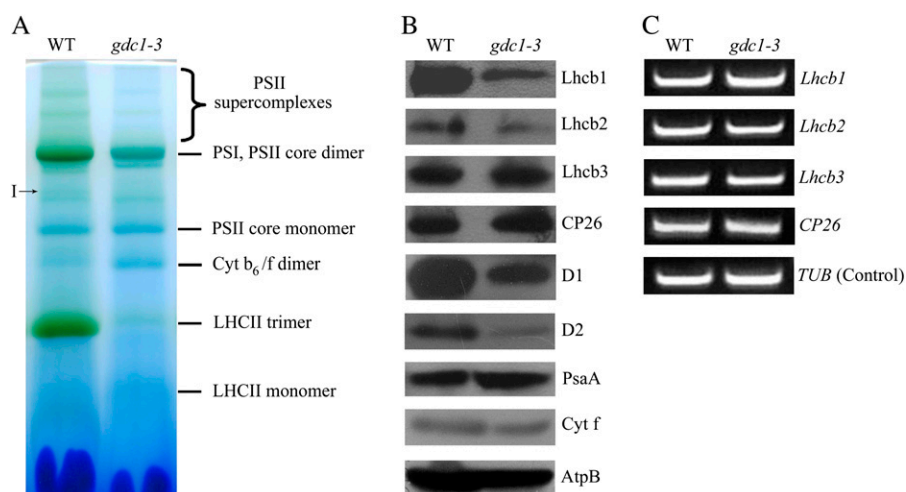 A
WT gdc1-3
PSII
supercomplexes
PSI, PSII core dimer
I
PSII core monomer
Cyt b6/f dimer
LHCII trimer
LHCII monomer
B
WT gdc1-3
Lhcb1
Lhcb2
Lhcb3
CP26
D1
D2
PsaA
Cyt f
AtpB
C
WT gdc1-3
Lhcb1
Lhcb2
Lhcb3
CP26
TUB (Control)